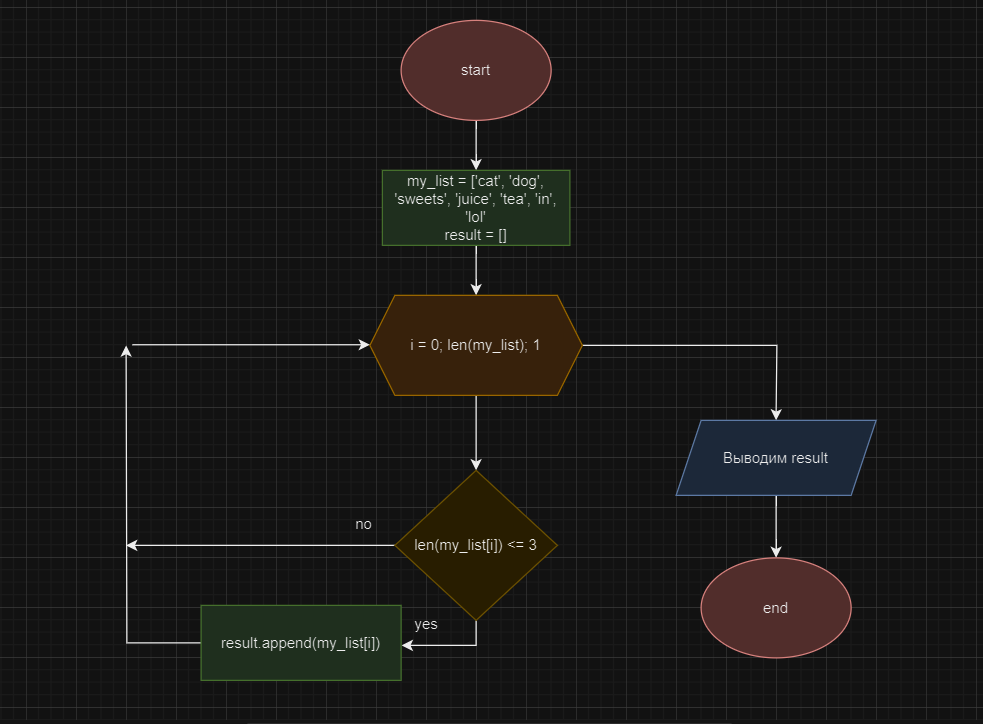 start
my_list = ['cat', 'dog',
'sweets', 'juice', 'tea', 'in',
'lol'
result = []
i = 0; len(my_list); 1
Выводим result
no
len(my_list[i]) <= 3
yes
result.append(my_list[i])
end